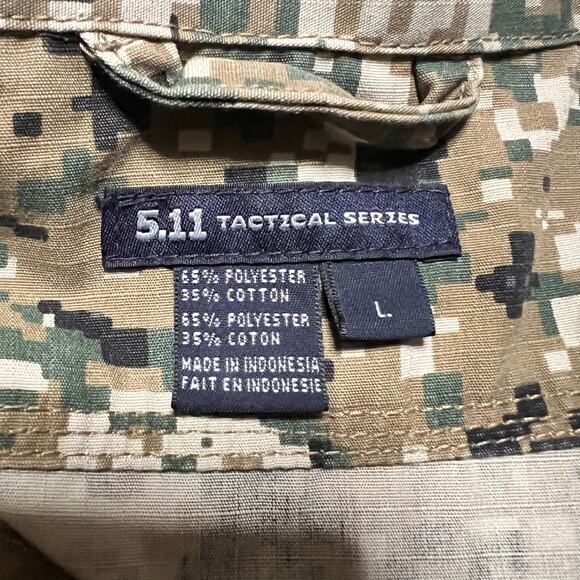 5.11 TACTICAL SERIES
65% POLYESTER
35% COTTON
65% POLYESTER
35% COTON
MADE IN INDONESIA
FAIT EN INDONESIE
L.